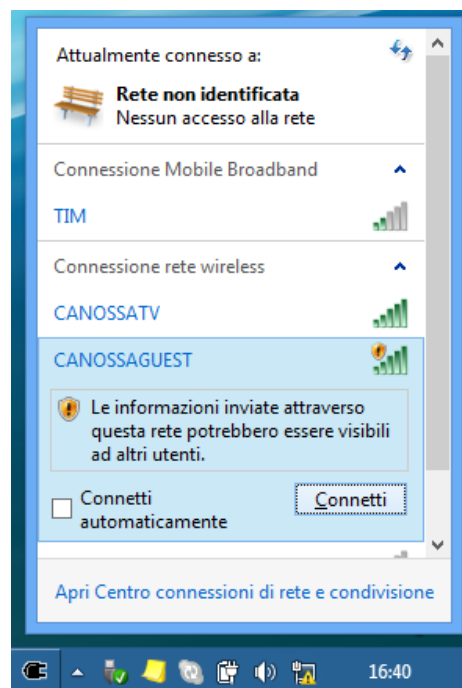 Attualmente connesso a:
Rete non identificata
Nessun accesso alla rete
Connessione Mobile Broadband
TIM
Connessione rete wireless
CANOSSATV
CANOSSAGUEST
Le informazioni inviate attraverso
questa rete potrebbero essere visibili
ad altri utenti.
Connetti
automaticamente
Connetti
Apri Centro connessioni di rete e condivisione
16:40